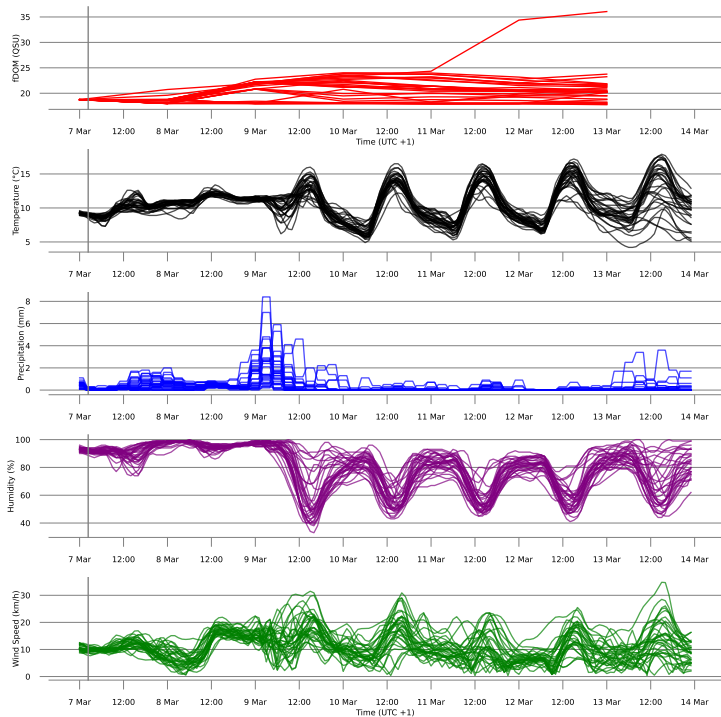 fDOM (QSU)
35
30
25
20
7 Mar 12:00 8 Mar 12:00 9 Mar 12:00 10 Mar 12:00 11 Mar 12:00 12 Mar 12:00 13 Mar 12:00 14 Mar
Time (UTC +1)
Temperature (°C)
15
10
5
7 Mar 12:00 8 Mar 12:00 9 Mar 12:00 10 Mar 12:00 11 Mar 12:00 12 Mar 12:00 13 Mar 12:00 14 Mar
Precipitation (mm)
8
6
4
2
0
7 Mar 12:00 8 Mar 12:00 9 Mar 12:00 10 Mar 12:00 11 Mar 12:00 12 Mar 12:00 13 Mar 12:00 14 Mar
Humidity (%)
100
80
60
40
7 Mar 12:00 8 Mar 12:00 9 Mar 12:00 10 Mar 12:00 11 Mar 12:00 12 Mar 12:00 13 Mar 12:00 14 Mar
Wind Speed (km/h)
30
20
10
0
7 Mar 12:00 8 Mar 12:00 9 Mar 12:00 10 Mar 12:00 11 Mar 12:00 12 Mar 12:00 13 Mar 12:00 14 Mar
Time (UTC +1)